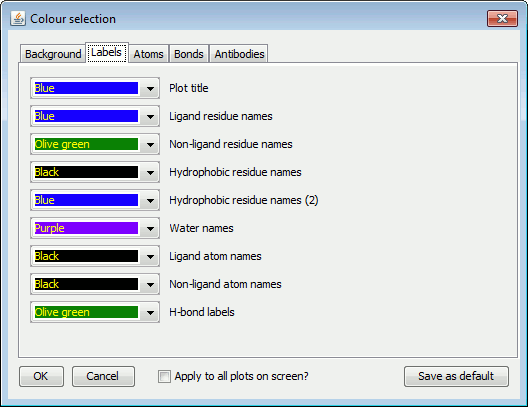 Colour selection
Background Labels Atoms Bonds Antibodies
Blue Plot title
Blue Ligand residue names
Olive green Non-ligand residue names
Black Hydrophobic residue names
Blue Hydrophobic residue names (2)
Purple Water names
Black Ligand atom names
Black Non-ligand atom names
Olive green H-bond labels
OK Cancel Apply to all plots on screen? Save as default